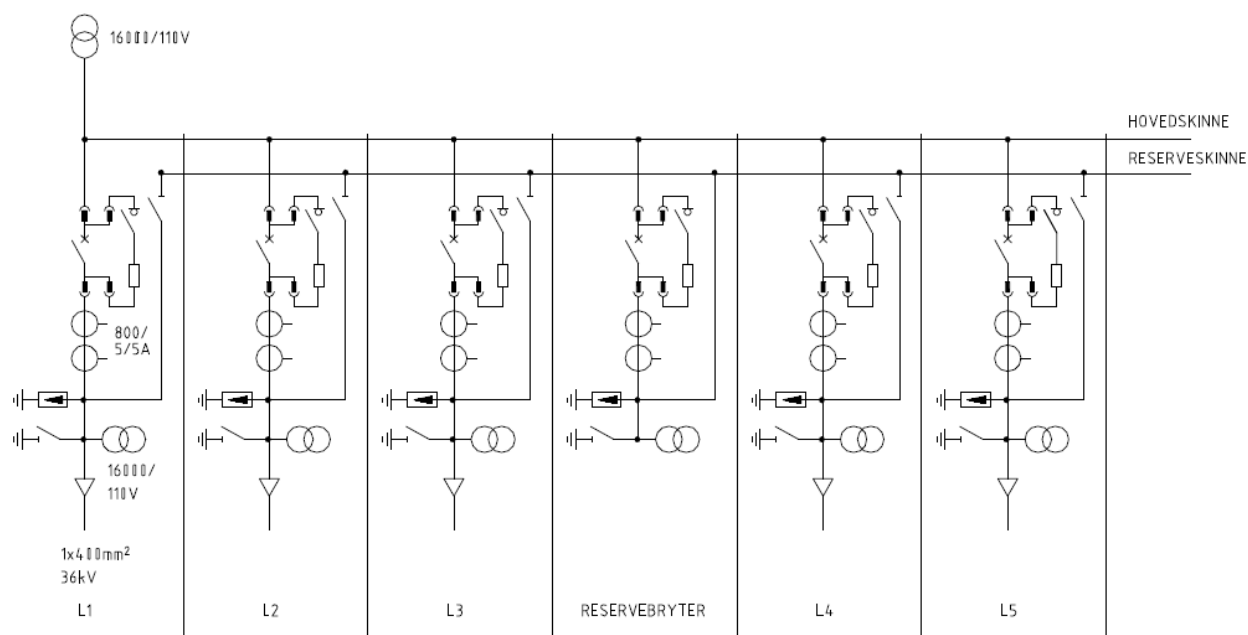 16000/110V
HOVEDSKINNE
RESERVESKINNE
800/
5/5A
16000/
110V
1x400mm²
36kV
L1
L2
L3
RESERVEBRYTER
L4
L5